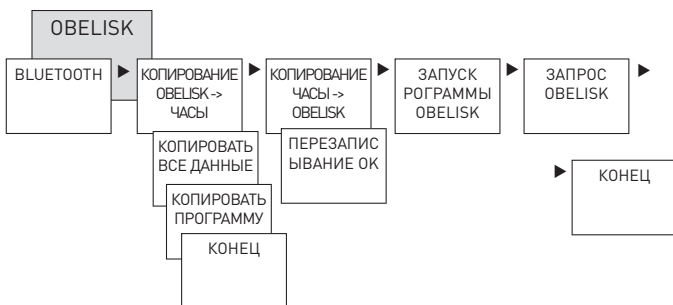 OBELISK
BLUETOOTH
КОПИРОВАНИЕ
OBELISK ->
ЧАСЫ
КОПИРОВАТЬ
ВСЕ ДАННЫЕ
КОПИРОВАТЬ
ПРОГРАММУ
КОНЕЦ
КОПИРОВАНИЕ
ЧАСЫ ->
OBELISK
ПЕРЕЗАПИС
ЫВАНИЕ OK
ЗАПУСК
РОГРАММЫ
OBELISK
ЗАПРОС
OBELISK
КОНЕЦ